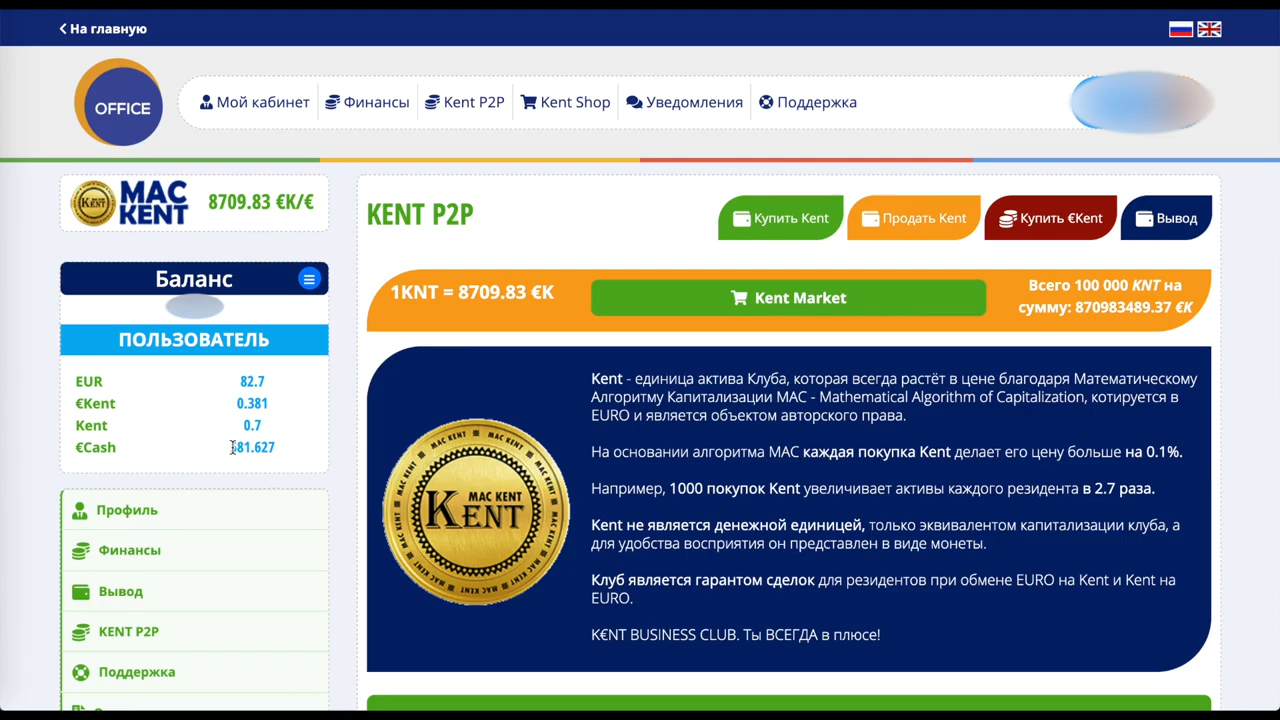 На главную
OFFICE
Мой кабинет
Финансы
Kent P2P
Kent Shop
Уведомления
Поддержка
MAC
KENT
8709.83 €K/€
KENT P2P
Купить Kent
Продать Kent
Купить €Kent
Вывод
Баланс
ПОЛЬЗОВАТЕЛЬ
EUR 82.7
€Kent 0.381
Kent 0.7
€Cash 81.627
Профиль
Финансы
Вывод
KENT P2P
Поддержка
1KNT = 8709.83 €K
Kent Market
Всего 100 000 KNT на
сумму: 870983489.37 €K
MAC KENT
KENT
Kent - единица актива Клуба, которая всегда растёт в цене благодаря Математическому
Алгоритму Капитализации MAC - Mathematical Algorithm of Capitalization, котируется в
EURO и является объектом авторского права.
На основании алгоритма MAC каждая покупка Kent делает его цену больше на 0.1%.
Например, 1000 покупок Kent увеличивает активы каждого резидента в 2.7 раза.
Kent не является денежной единицей, только эквивалентом капитализации клуба, а
для удобства восприятия он представлен в виде монеты.
Клуб является гарантом сделок для резидентов при обмене EURO на Kent и Kent на
EURO.
K€NT BUSINESS CLUB. Ты ВСЕГДА в плюсе!